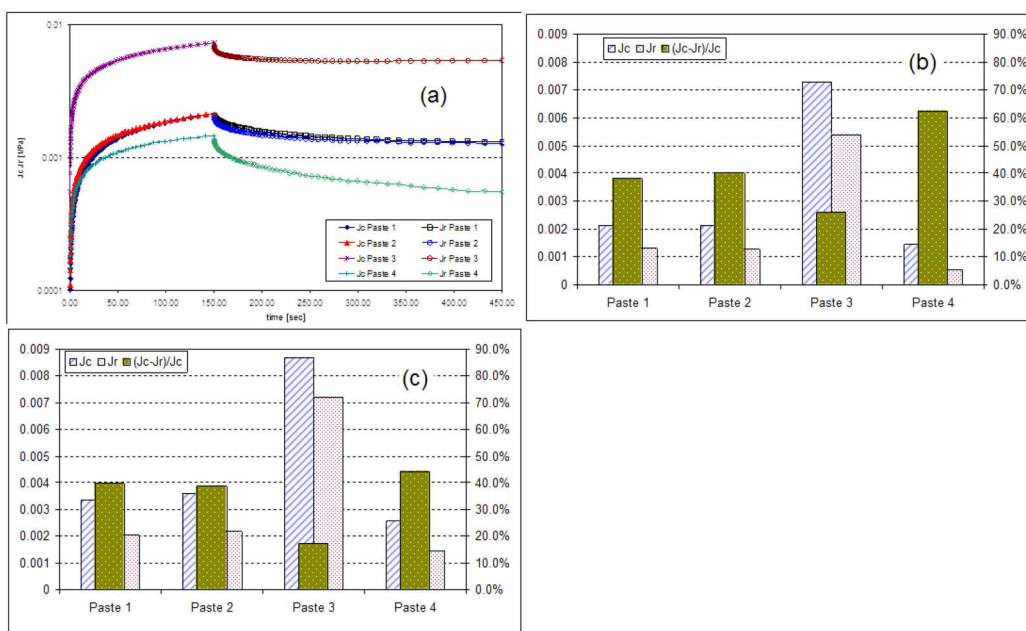 0.01
0.001
0.0001
Jc Jr [1/Pa]
(a)
Jc Paste 1
Jr Paste 1
Jc Paste 2
Jr Paste 2
Jc Paste 3
Jr Paste 3
Jc Paste 4
Jr Paste 4
0.00 50.00 100.00 150.00 200.00 250.00 300.00 350.00 400.00 450.00
time [sec]
Jc Jr (Jc-Jr)/Jc
(b)
0.009 90.0%
0.008 80.0%
0.007 70.0%
0.006 60.0%
0.005 50.0%
0.004 40.0%
0.003 30.0%
0.002 20.0%
0.001 10.0%
0 0.0%
Paste 1 Paste 2 Paste 3 Paste 4
Jc Jr (Jc-Jr)/Jc
(c)
0.009 90.0%
0.008 80.0%
0.007 70.0%
0.006 60.0%
0.005 50.0%
0.004 40.0%
0.003 30.0%
0.002 20.0%
0.001 10.0%
0 0.0%
Paste 1 Paste 2 Paste 3 Paste 4